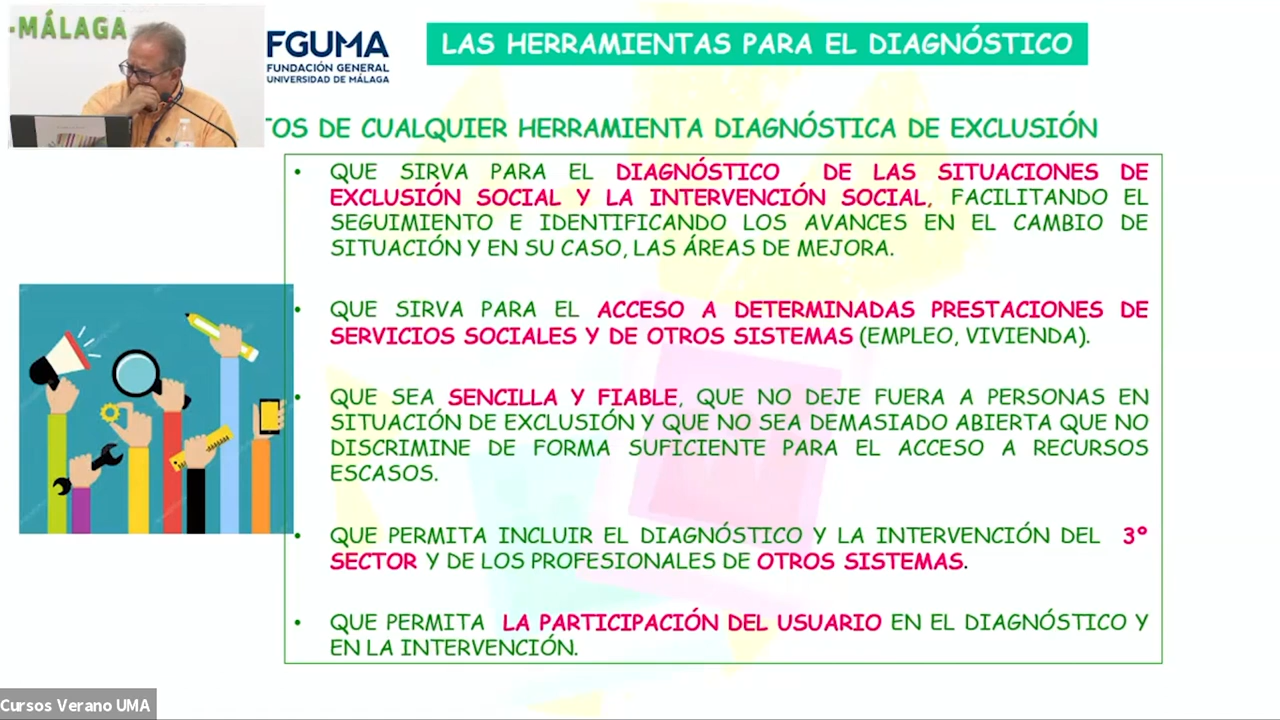 -MÁLAGA
FGUMA
FUNDACIÓN GENERAL
UNIVERSIDAD DE MÁLAGA
LAS HERRAMIENTAS PARA EL DIAGNÓSTICO
TOS DE CUALQUIER HERRAMIENTA DIAGNÓSTICA DE EXCLUSIÓN
• QUE SIRVA PARA EL DIAGNÓSTICO DE LAS SITUACIONES DE
EXCLUSIÓN SOCIAL Y LA INTERVENCIÓN SOCIAL, FACILITANDO EL
SEGUIMIENTO E IDENTIFICANDO LOS AVANCES EN EL CAMBIO DE
SITUACIÓN Y EN SU CASO, LAS ÁREAS DE MEJORA.
• QUE SIRVA PARA EL ACCESO A DETERMINADAS PRESTACIONES DE
SERVICIOS SOCIALES Y DE OTROS SISTEMAS (EMPLEO, VIVIENDA).
• QUE SEA SENCILLA Y FIABLE, QUE NO DEJE FUERA A PERSONAS EN
SITUACIÓN DE EXCLUSIÓN Y QUE NO SEA DEMASIADO ABIERTA QUE NO
DISCRIMINE DE FORMA SUFICIENTE PARA EL ACCESO A RECURSOS
ESCASOS.
• QUE PERMITA INCLUIR EL DIAGNÓSTICO Y LA INTERVENCIÓN DEL 3º
SECTOR Y DE LOS PROFESIONALES DE OTROS SISTEMAS.
• QUE PERMITA LA PARTICIPACIÓN DEL USUARIO EN EL DIAGNÓSTICO Y
EN LA INTERVENCIÓN.
Cursos Verano UMA